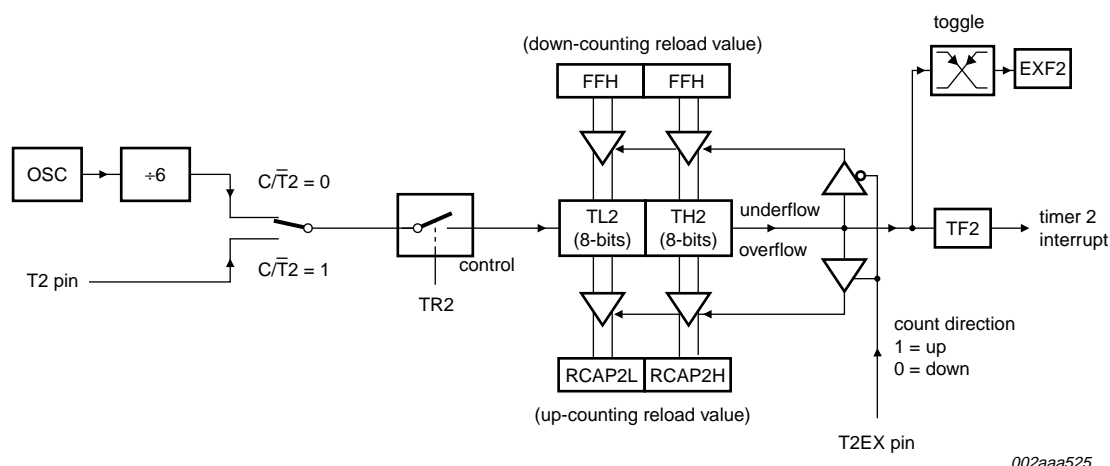 toggle
(down-counting reload value)
FFH FFH
EXF2
OSC ÷6
C/T̅2 = 0
TL2 (8-bits)
TH2 (8-bits)
underflow
overflow
TF2
timer 2
interrupt
C/T̅2 = 1
control
T2 pin
TR2
count direction
1 = up
0 = down
RCAP2L RCAP2H
(up-counting reload value)
T2EX pin
002aaa525